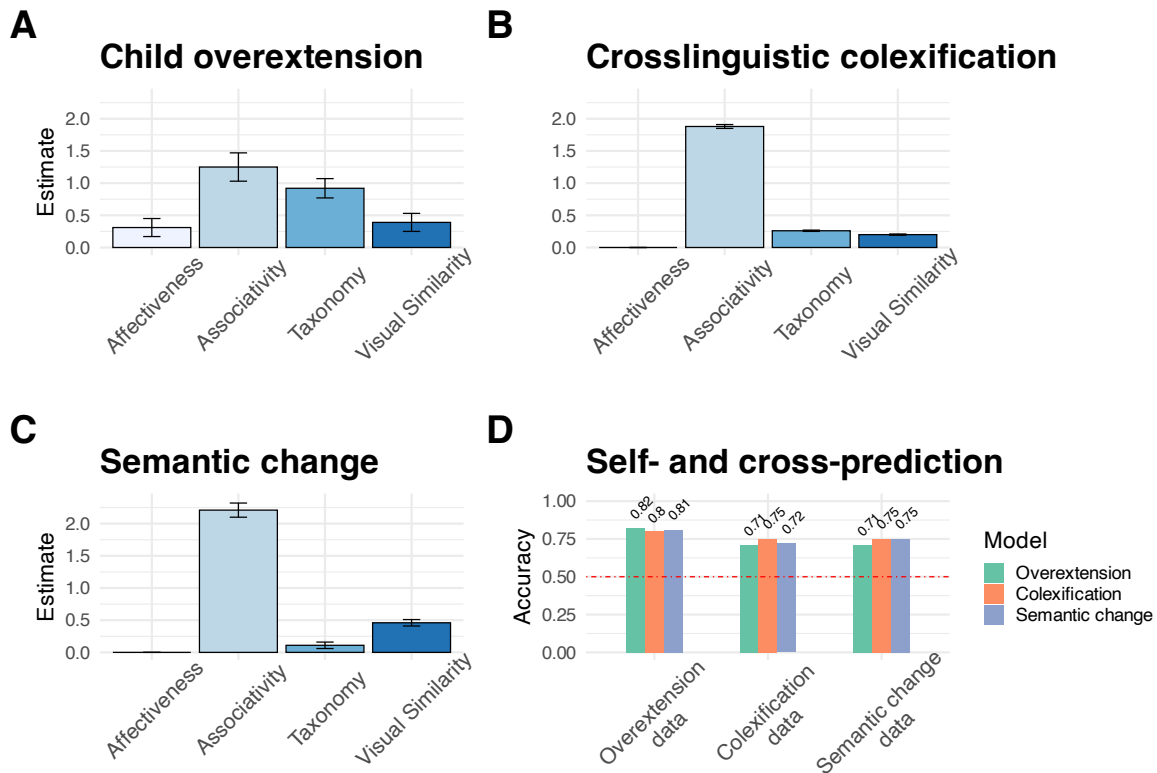 A
Child overextension
Estimate
2.0
1.5
1.0
0.5
0.0
Affectiveness
Associativity
Taxonomy
Visual Similarity
B
Crosslinguistic colexification
2.0
1.5
1.0
0.5
0.0
Affectiveness
Associativity
Taxonomy
Visual Similarity
C
Semantic change
Estimate
2.0
1.5
1.0
0.5
0.0
Affectiveness
Associativity
Taxonomy
Visual Similarity
D
Self- and cross-prediction
Accuracy
1.00
0.75
0.50
0.25
0.00
0.82
0.8
0.81
0.71
0.75
0.72
0.71
0.75
0.75
Overextension
data
Colexification
data
Semantic change
data
Model
Overextension
Colexification
Semantic change